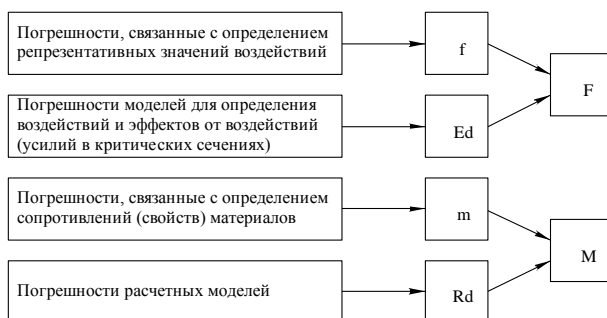 Погрешности, связанные с определением
репрезентативных значений воздействий
f
F
Погрешности моделей для определения
воздействий и эффектов от воздействий
(усилий в критических сечениях)
Ed
Погрешности, связанные с определением
сопротивлений (свойств) материалов
m
M
Погрешности расчетных моделей
Rd